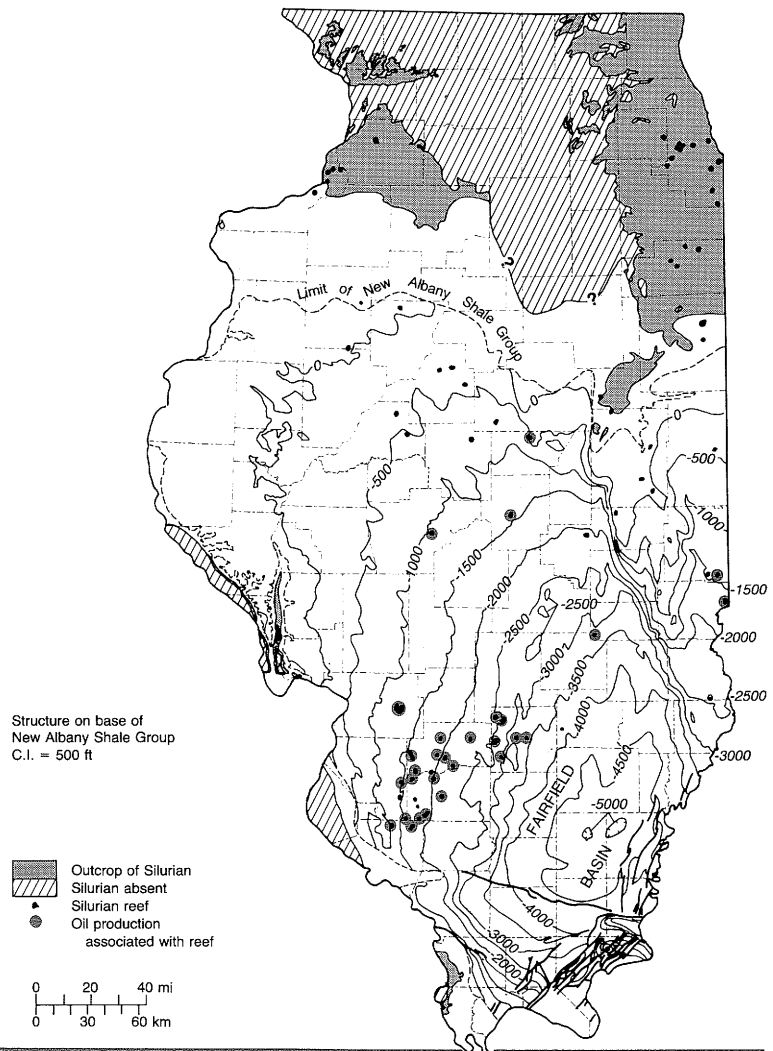 ?
?
Limit of New Albany Shale Group
0
0
-500
-500
-1000
-1000
-1500
-1500
-2000
-2000
-2500
-2500
-2500
-3000
-3000
-3500
-4000
-4500
-5000
FAIRFIELD
BASIN
-4000
-3000
-2000
Structure on base of
New Albany Shale Group
C.I. = 500 ft
Outcrop of Silurian
Silurian absent
Silurian reef
Oil production
associated with reef
0 20 40 mi
0 30 60 km